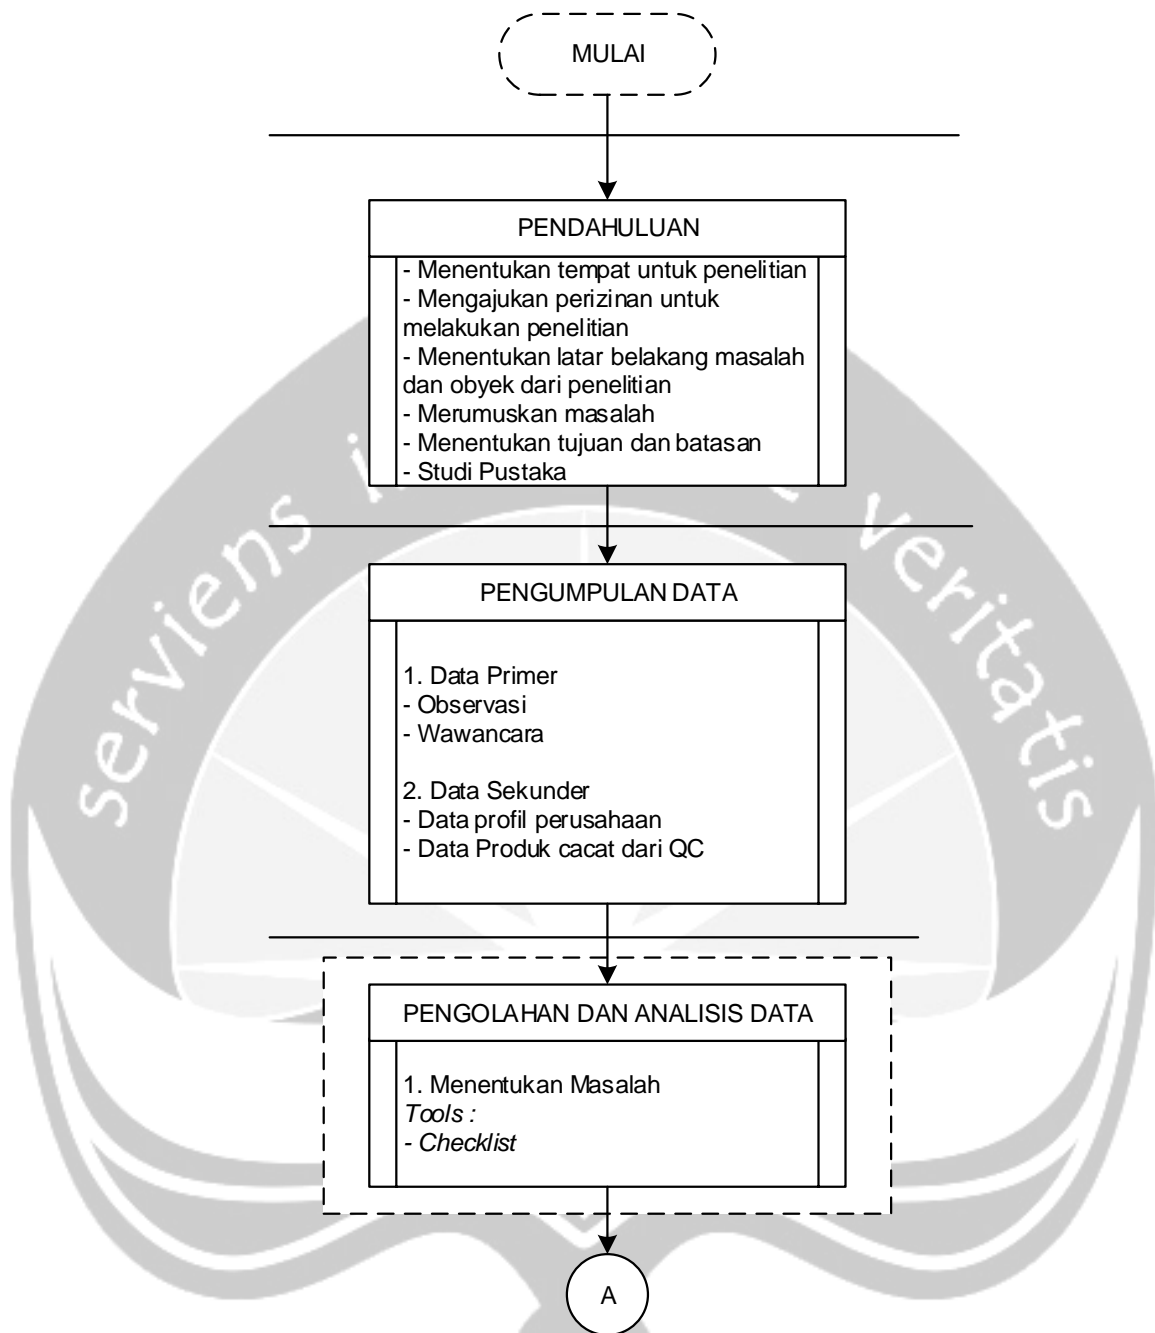 MULAI
PENDAHULUAN
- Menentukan tempat untuk penelitian
- Mengajukan perizinan untuk
melakukan penelitian
- Menentukan latar belakang masalah
dan obyek dari penelitian
- Merumuskan masalah
- Menentukan tujuan dan batasan
- Studi Pustaka
serviens i
veritatis
PENGUMPULAN DATA
1. Data Primer
- Observasi
- Wawancara
2. Data Sekunder
- Data profil perusahaan
- Data Produk cacat dari QC
PENGOLAHAN DAN ANALISIS DATA
1. Menentukan Masalah
Tools :
- Checklist
A